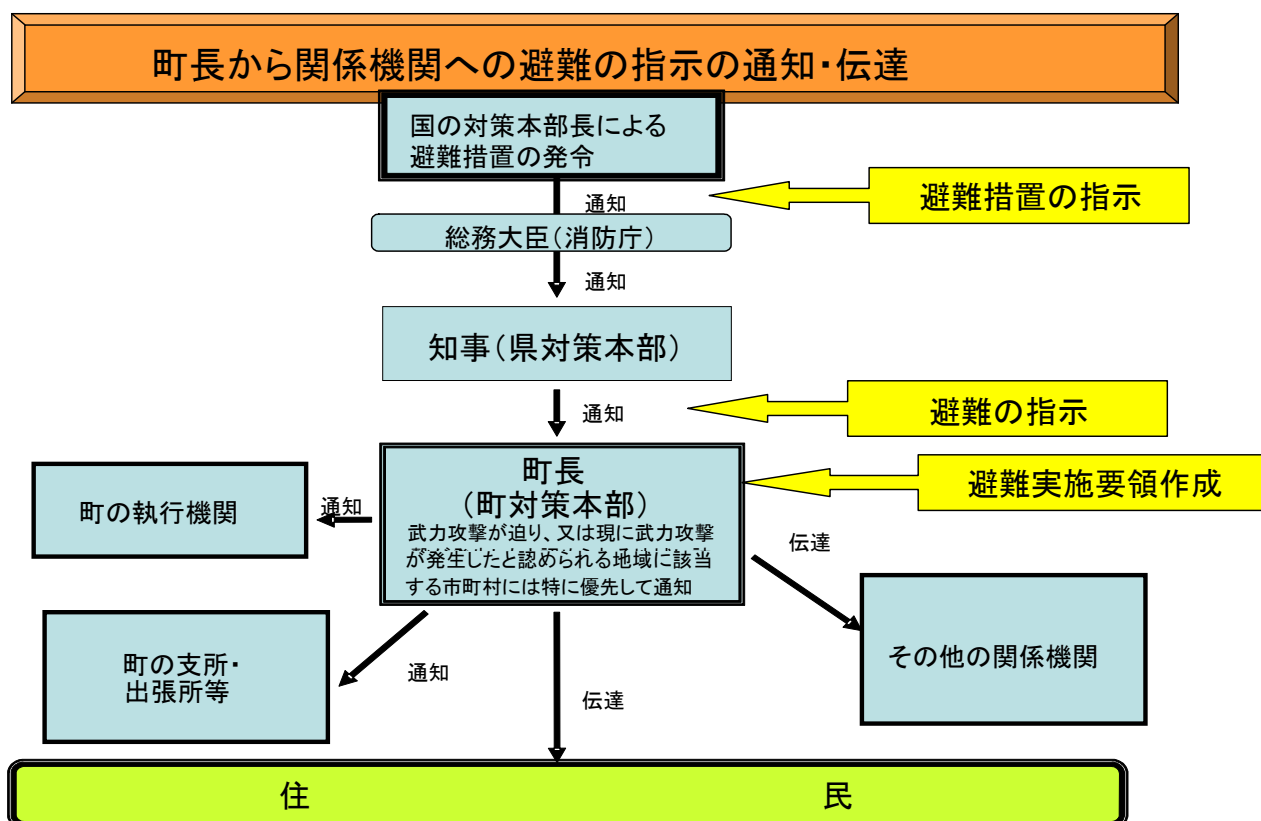 町長から関係機関への避難の指示の通知・伝達
国の対策本部長による
避難措置の発令
通知
避難措置の指示
総務大臣(消防庁)
通知
知事(県対策本部)
通知
避難の指示
町長
(町対策本部)
武力攻撃が迫り、又は現に武力攻撃
が発生したと認められる地域に該当
する市町村には特に優先して通知
避難実施要領作成
通知
町の執行機関
伝達
その他の関係機関
通知
町の支所・
出張所等
伝達
住 民